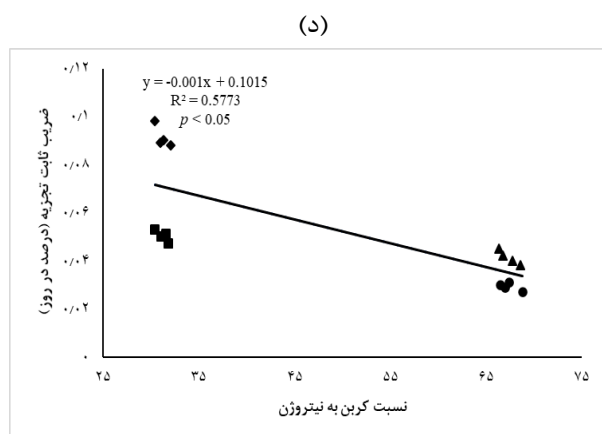 (د)
۰/۱۲
۰/۱
۰/۰۸
۰/۰۶
۰/۰۴
۰/۰۲
۰
y = -0.001x + 0.1015
R² = 0.5773
p < 0.05
ضریب ثابت تجزیه (درصد در روز)
۲۵ ۳۵ ۴۵ ۵۵ ۶۵ ۷۵
نسبت کربن به نیتروژن